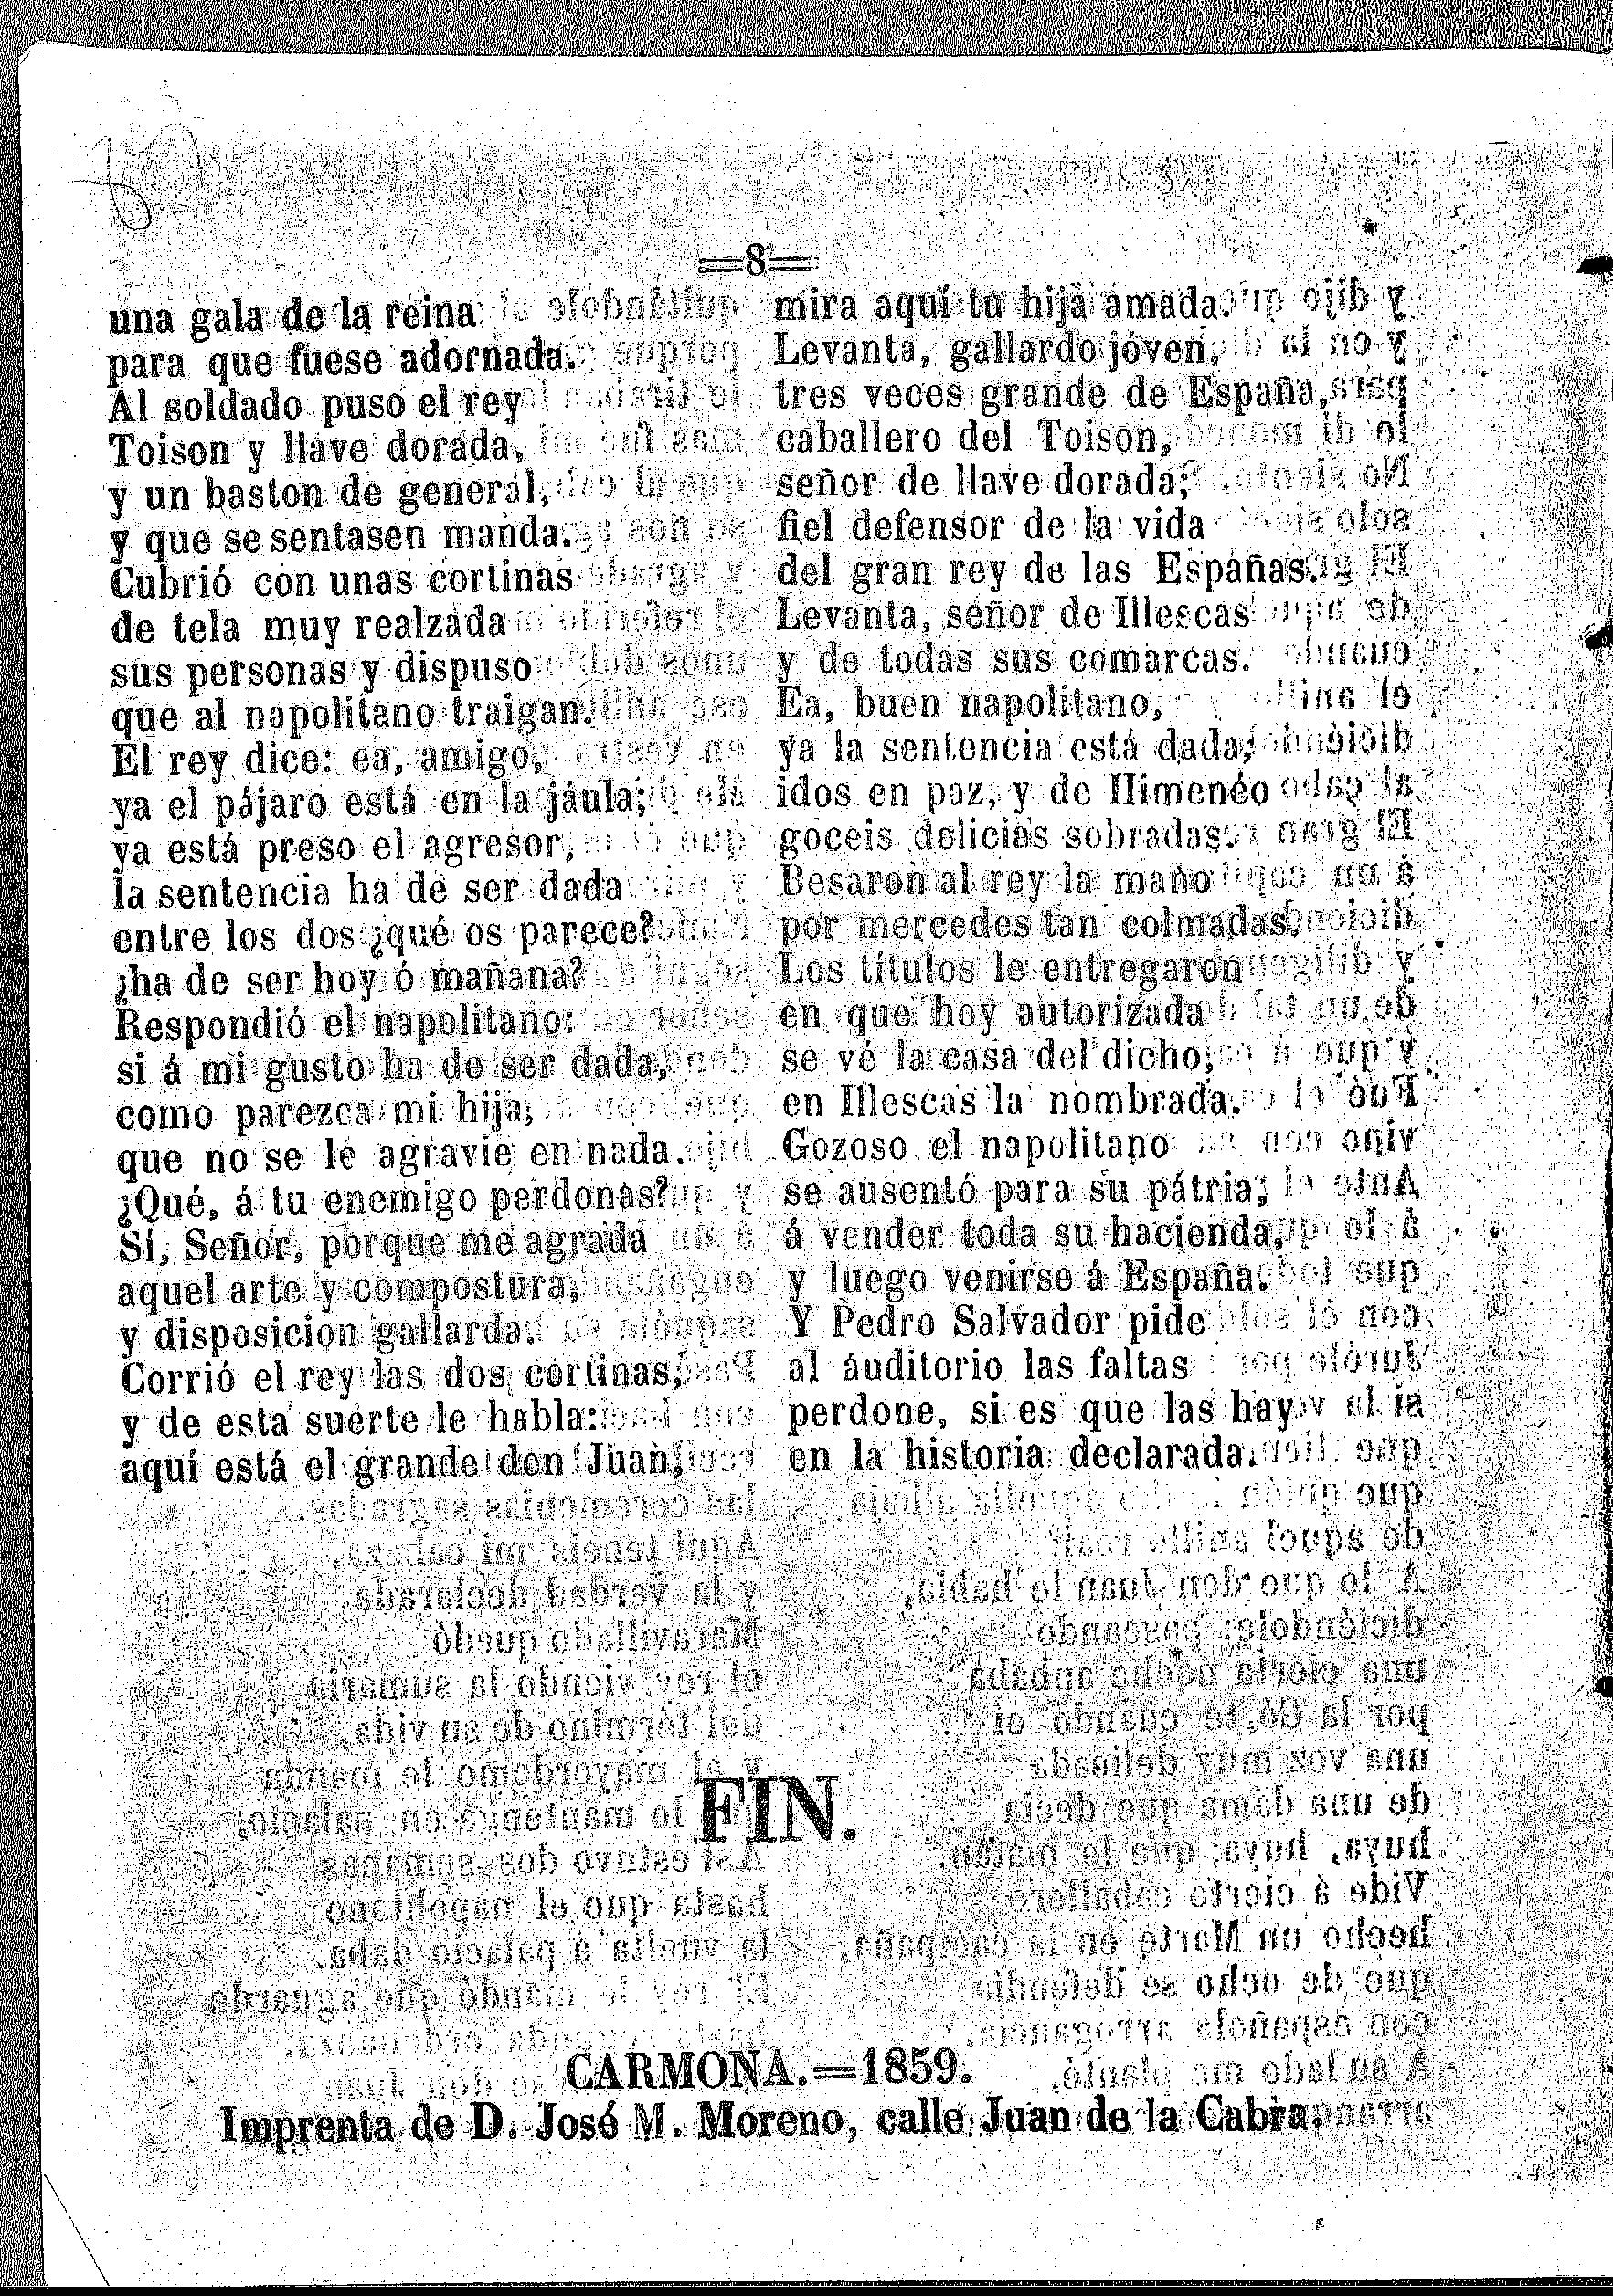 =8=
una gala de la reina
para que fuese adornada.
Al soldado puso el rey
Toison y llave dorada,
y un baston de general,
y que se sentasen manda.
Cubrió con unas cortinas
de tela muy realzada
sus personas y dispuso
que al napolitano traigan.
El rey dice: ea, amigo,
ya el pájaro está en la jáula;
ya está preso el agresor,
la sentencia ha de ser dada
entre los dos ¿qué os parece?
¿ha de ser hoy ó mañana?
Respondió el napolitano:
si á mi gusto ha de ser dada,
como parezca mi hija,
que no se le agravie en nada.
¿Qué, á tu enemigo perdonas?
Sí, Señor, porque me agrada
aquel arte y compostura,
y disposicion gallarda.
Corrió el rey las dos cortinas,
y de esta suerte le habla:
aquí está el grande don Juan,
mira aquí tu hija amada.
Levanta, gallardo jóven,
tres veces grande de España,
caballero del Toison,
señor de llave dorada;
fiel defensor de la vida
del gran rey de las Españas.
Levanta, señor de Illescas
y de todas sus comarcas.
Ea, buen napolitano,
ya la sentencia está dada,
idos en paz, y de Himenéo
goceis delicias sobradas.
Besaron al rey la mano
por mercedes tan colmadas.
Los títulos le entregaron
en que hoy autorizada
se vé la casa del dicho,
en Illescas la nombrada.
Gozoso el napolitano
se ausentó para su pátria,
á vender toda su hacienda,
y luego venirse á España.
Y Pedro Salvador pide
al áuditorio las faltas
perdone, si es que las hay
en la historia declarada.
FIN.
CARMONA.=1859.
Imprenta de D. José M. Moreno, calle Juan de la Cabra.